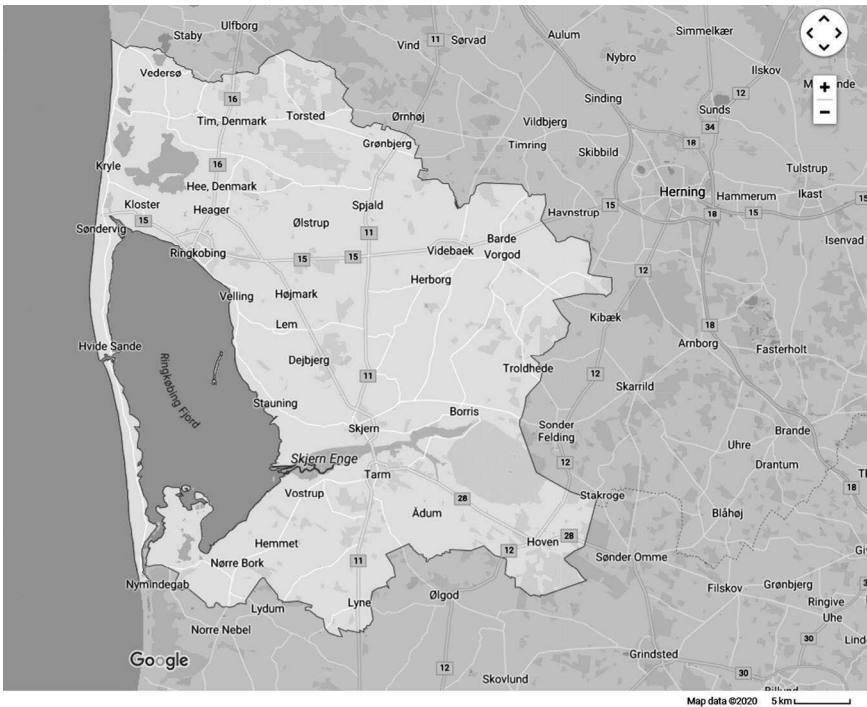 Ulfborg
Staby
Vind
11
Sørvad
Aulum
Simmelkær
Nybro
Ilskov
Vedersø
16
Sinding
12
Sunds
+
−
Tim, Denmark
Torsted
Ørnhøj
Vildbjerg
34
Grønbjerg
Timring
Skibbild
18
Kryle
16
Tulstrup
Hee, Denmark
Herning
Hammerum
Ikast
Kloster
Heager
Spjald
Havnstrup
15
15
15
18
15
Søndervig
Ølstrup
11
Barde
Isenvad
Ringkobing
15
15
Videbaek
Vorgod
12
Velling
Højmark
Herborg
Lem
Kibæk
18
Hvide Sande
Arnborg
Fasterholt
Ringkøbing Fjord
Dejbjerg
11
Troldhede
12
Skarrild
Stauning
Borris
Skjern
Sonder
Felding
Brande
Uhre
Skjern Enge
Tarm
12
Drantum
18
Vostrup
28
Stakroge
Ådum
Blåhøj
Hemmet
12
Hoven
28
Nørre Bork
11
Sønder Omme
Nymindegab
Filskov
Grønbjerg
Lydum
Lyne
Ølgod
Ringive
Norre Nebel
Uhe
30
Google
12
Grindsted
Skovlund
30
30
Map data ©2020 5 km